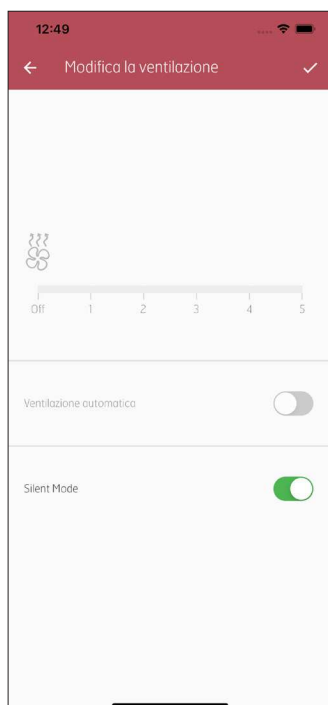 12:49
Modifica la ventilazione
Off 1 2 3 4 5
Ventilazione automatica
Silent Mode